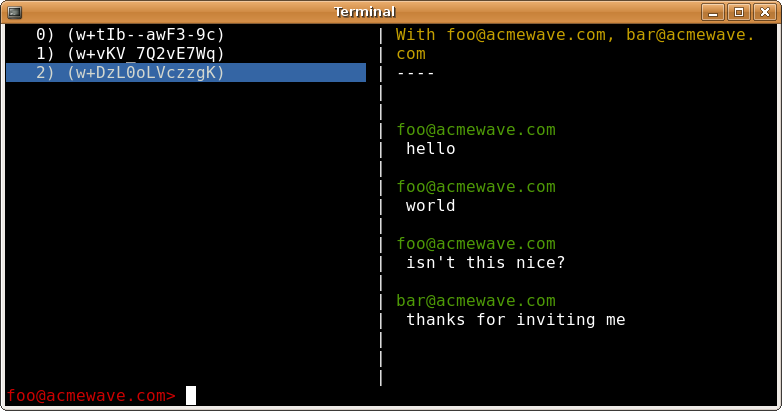 Terminal
0) (w+tIb--awF3-9c)
1) (w+vKV_7Q2vE7Wq)
2) (w+DzL0oLVczzgK)
With foo@acmewave.com, bar@acmewave.
com
----
foo@acmewave.com
hello
foo@acmewave.com
world
foo@acmewave.com
isn't this nice?
bar@acmewave.com
thanks for inviting me
foo@acmewave.com>